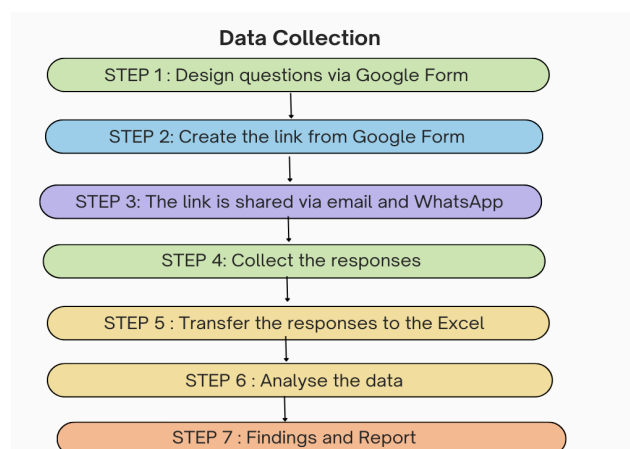 Data Collection
STEP 1 : Design questions via Google Form
STEP 2: Create the link from Google Form
STEP 3: The link is shared via email and WhatsApp
STEP 4: Collect the responses
STEP 5 : Transfer the responses to the Excel
STEP 6 : Analyse the data
STEP 7 : Findings and Report